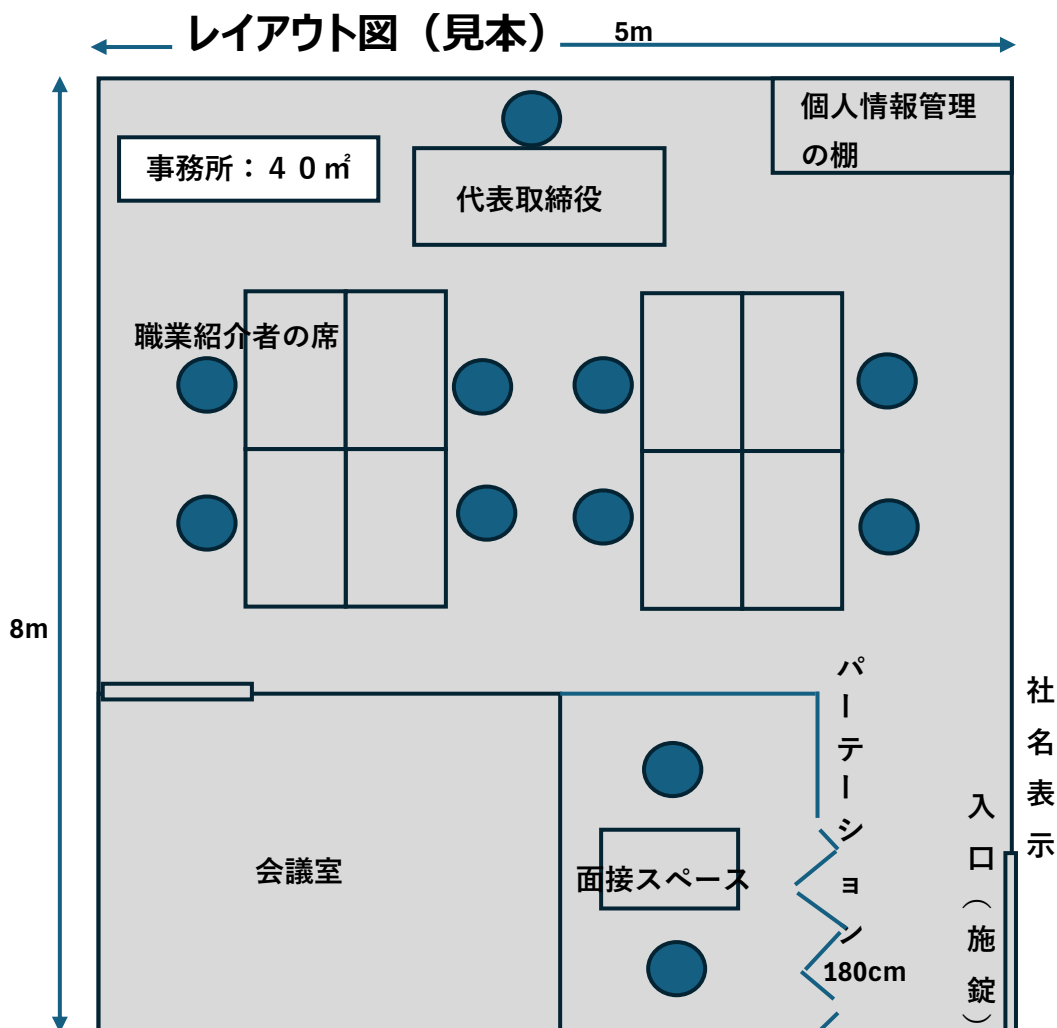 レイアウト図（見本）
5m
個人情報管理
の棚
事務所：４０㎡
代表取締役
職業紹介者の席
8m
パーテーション
180cm
社名表示
入口（施錠）
会議室
面接スペース